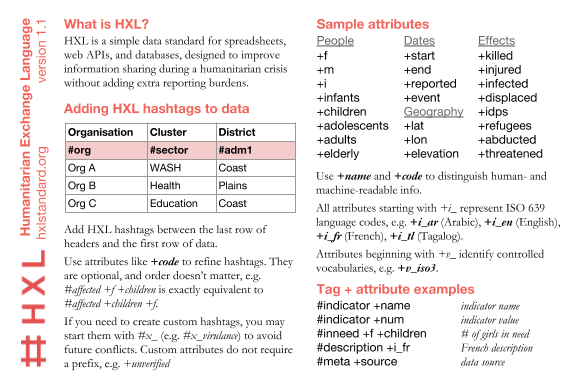 #HXL
Humanitarian Exchange Language
hxlstandard.org version 1.1
What is HXL?
HXL is a simple data standard for spreadsheets,
web APIs, and databases, designed to improve
information sharing during a humanitarian crisis
without adding extra reporting burdens.
Adding HXL hashtags to data
Organisation Cluster District
#org #sector #adm1
Org A WASH Coast
Org B Health Plains
Org C Education Coast
Add HXL hashtags between the last row of
headers and the first row of data.
Use attributes like +code to refine hashtags. They
are optional, and order doesn't matter, e.g.
#affected +f +children is exactly equivalent to
#affected +children +f.
If you need to create custom hashtags, you may
start them with #x_ (e.g. #x_virulance) to avoid
future conflicts. Custom attributes do not require
a prefix, e.g. +unverified
Sample attributes
People
+f
+m
+i
+infants
+children
+adolescents
+adults
+elderly
Dates
+start
+end
+reported
+event
Geography
+lat
+lon
+elevation
Effects
+killed
+injured
+infected
+displaced
+idps
+refugees
+abducted
+threatened
Use +name and +code to distinguish human- and
machine-readable info.
All attributes starting with +i_ represent ISO 639
language codes, e.g. +i_ar (Arabic), +i_en (English),
+i_fr (French), +i_tl (Tagalog).
Attributes beginning with +v_ identify controlled
vocabularies, e.g. +v_iso3.
Tag + attribute examples
#indicator +name indicator name
#indicator +num indicator value
#inneed +f +children # of girls in need
#description +i_fr French description
#meta +source data source